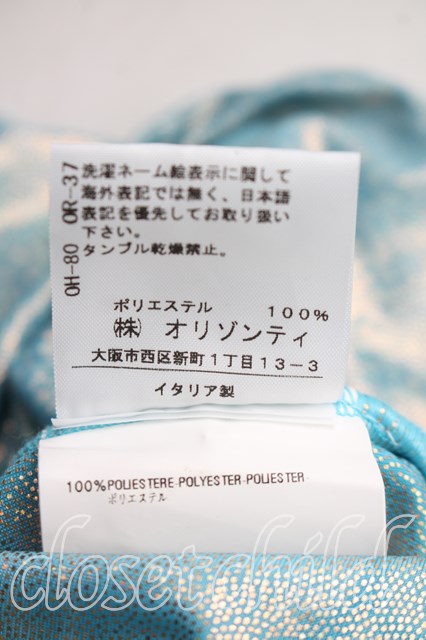 OH-80 OR-37
洗濯ネーム絵表示に関して
海外表記では無く、日本語
表記を優先してお取り扱い
下さい。
タンブル乾燥禁止。
ポリエステル 100%
㈱ オリゾンティ
大阪市西区新町1丁目13-3
イタリア製
100%POLIESTERE-POLYESTER-POLIESTER
ポリエステル
closetchild